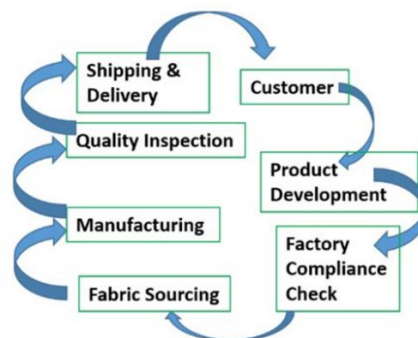 Shipping &
Delivery
Customer
Quality Inspection
Product
Development
Manufacturing
Factory
Compliance
Check
Fabric Sourcing